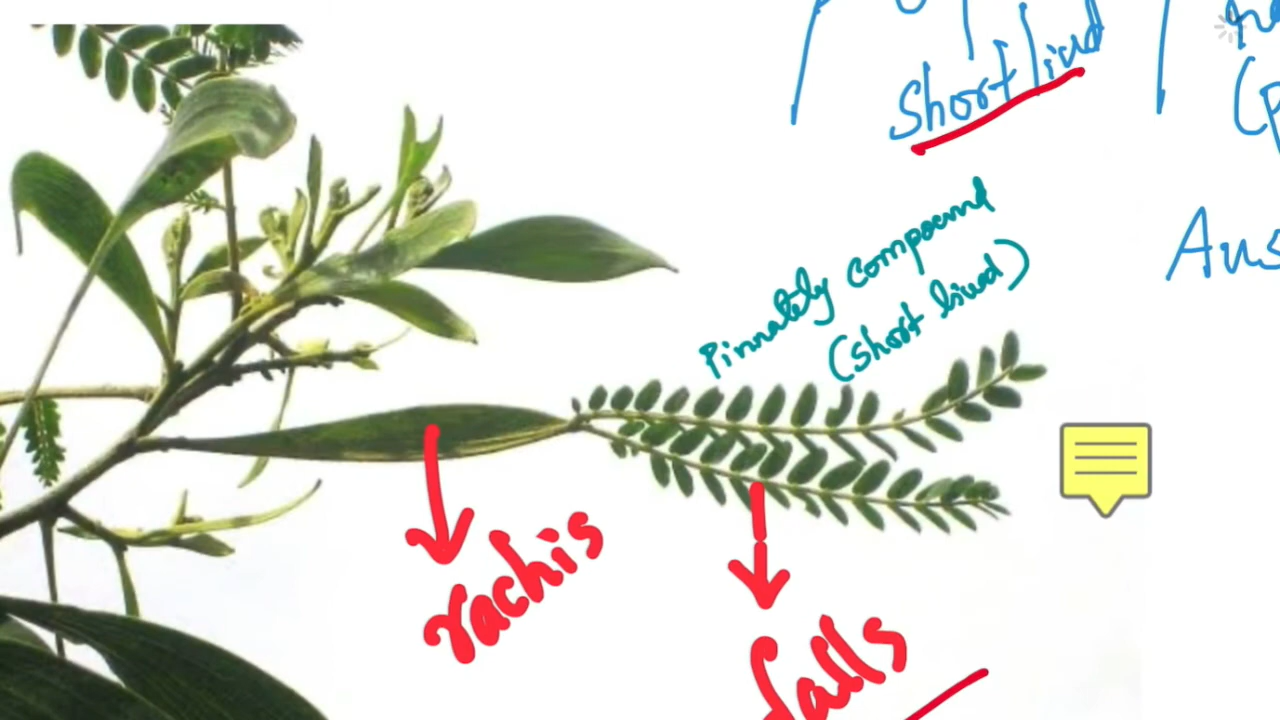 Short lived
(p
Pinnately compound
(short lived)
Aus
rachis
falls